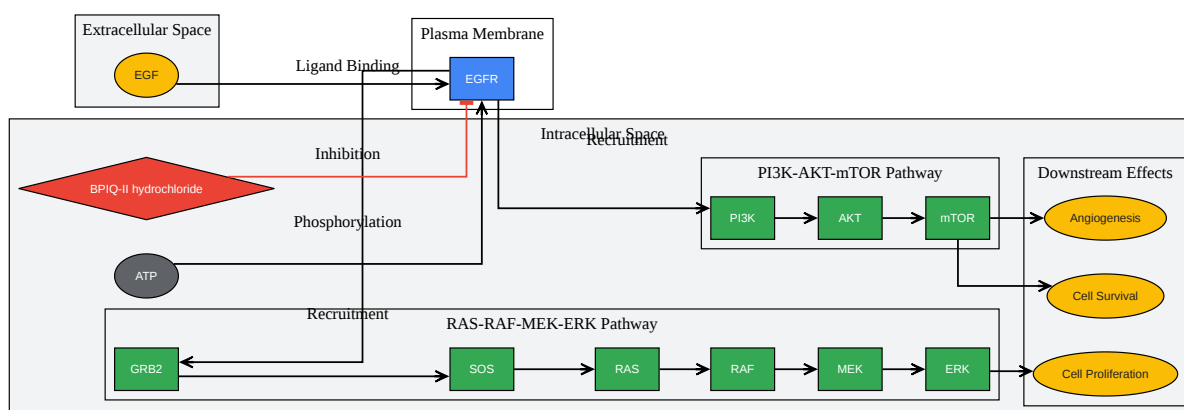 Extracellular Space
EGF
Ligand Binding
Plasma Membrane
EGFR
Intracellular Space
Recruitment
Inhibition
BPIQ-II hydrochloride
Phosphorylation
ATP
PI3K-AKT-mTOR Pathway
PI3K
AKT
mTOR
Downstream Effects
Angiogenesis
Cell Survival
Cell Proliferation
Recruitment
RAS-RAF-MEK-ERK Pathway
GRB2
SOS
RAS
RAF
MEK
ERK